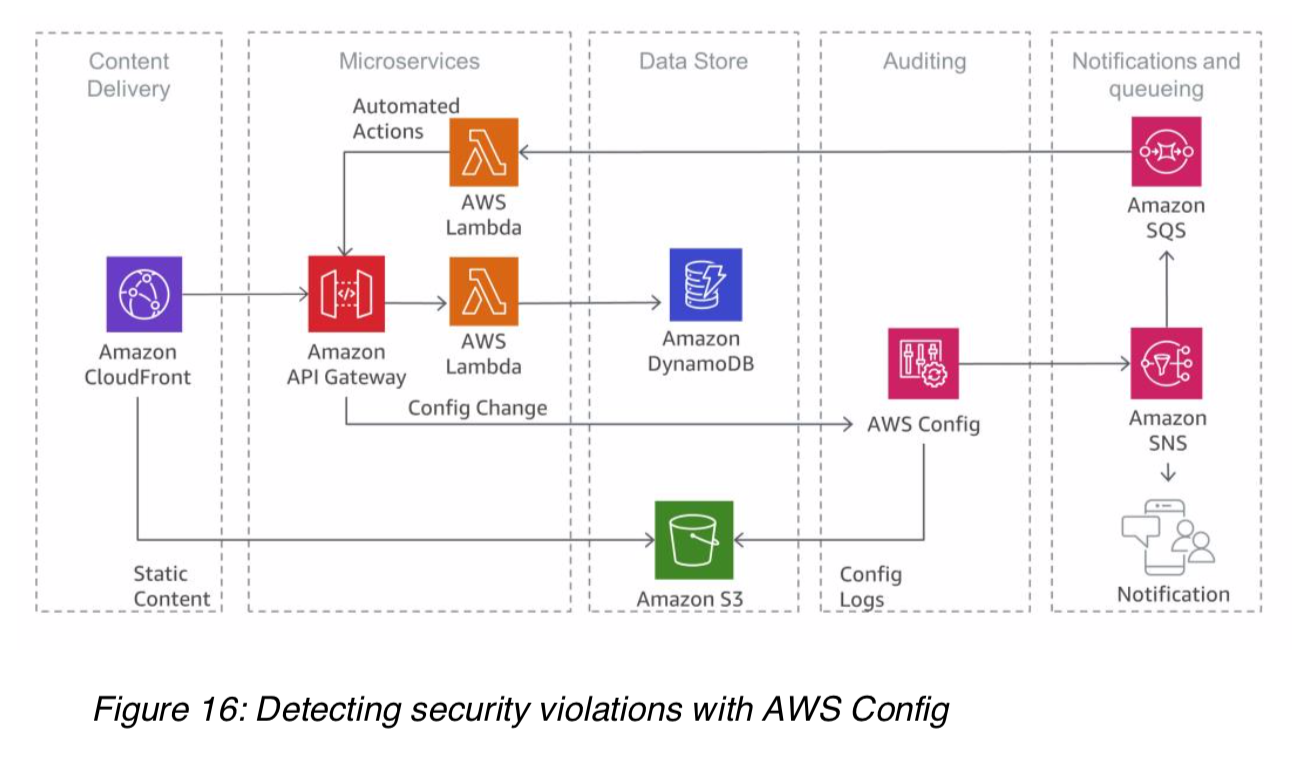 Content
Delivery
Microservices
Data Store
Auditing
Notifications and
queueing
Automated
Actions
AWS
Lambda
Amazon
SQS
Amazon
CloudFront
Amazon
API Gateway
AWS
Lambda
Amazon
DynamoDB
Config Change
AWS Config
Amazon
SNS
Static
Content
Amazon S3
Config
Logs
Notification
Figure 16: Detecting security violations with AWS Config